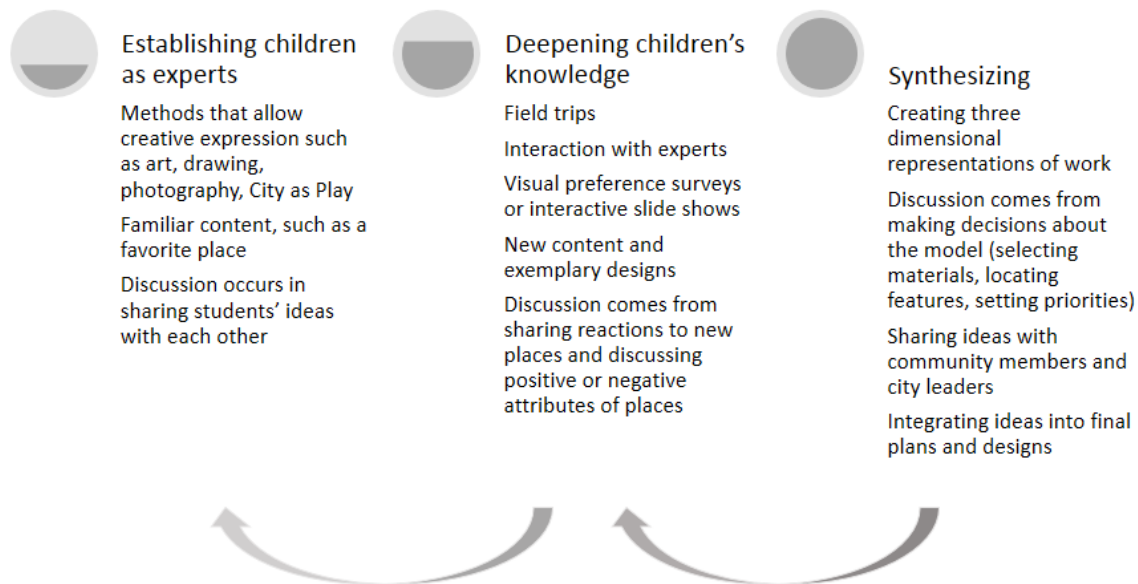 Establishing children
as experts
Methods that allow
creative expression such
as art, drawing,
photography, City as Play
Familiar content, such as a
favorite place
Discussion occurs in
sharing students’ ideas
with each other
Deepening children’s
knowledge
Field trips
Interaction with experts
Visual preference surveys
or interactive slide shows
New content and
exemplary designs
Discussion comes from
sharing reactions to new
places and discussing
positive or negative
attributes of places
Synthesizing
Creating three
dimensional
representations of work
Discussion comes from
making decisions about
the model (selecting
materials, locating
features, setting priorities)
Sharing ideas with
community members and
city leaders
Integrating ideas into final
plans and designs